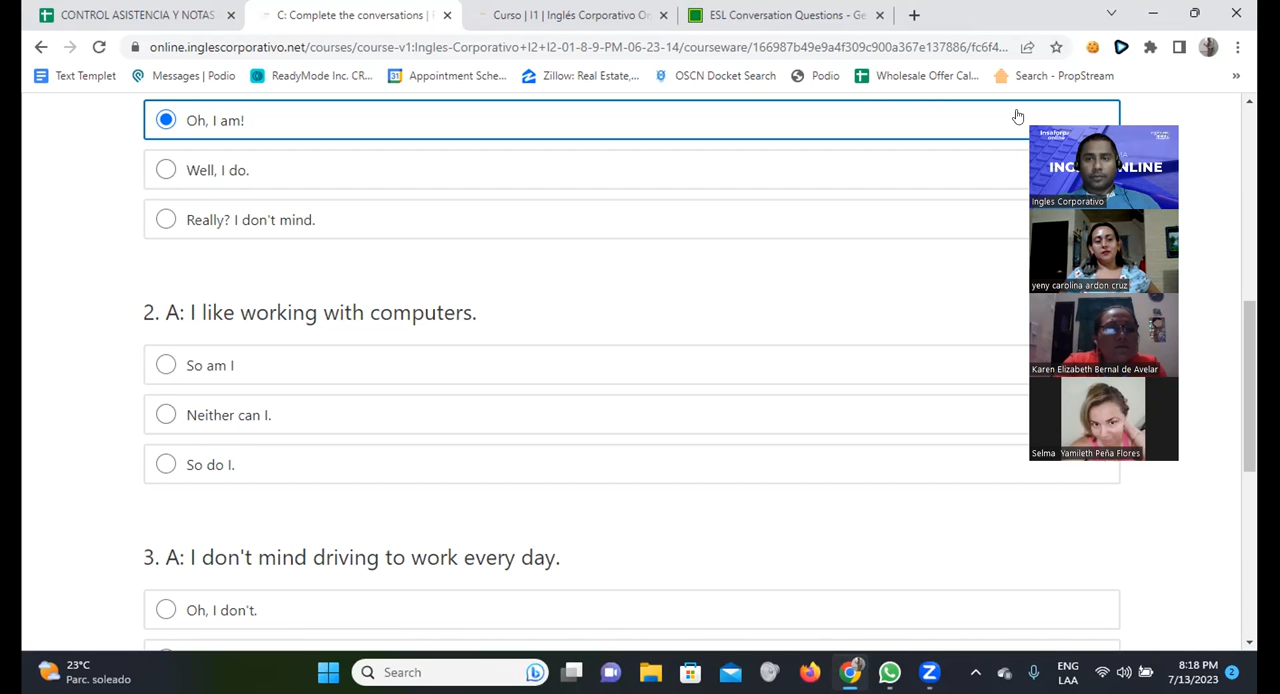 CONTROL ASISTENCIA Y NOTAS
C: Complete the conversations |
Curso | I1 | Inglés Corporativo On
ESL Conversation Questions - Ge
online.inglescorporativo.net/courses/course-v1:Ingles-Corporativo+I2+I2-01-8-9-PM-06-23-14/courseware/166987b49e9a4f309c900a367e137886/fc6f4...
Text Templet
Messages | Podio
ReadyMode Inc. CR...
Appointment Sche...
Zillow: Real Estate,...
OSCN Docket Search
Podio
Wholesale Offer Cal...
Search - PropStream
Oh, I am!
Well, I do.
Really? I don't mind.
Ingles Corporativo
yeny carolina ardon cruz
Karen Elizabeth Bernal de Avelar
Selma Yamileth Peña Flores
2. A: I like working with computers.
So am I
Neither can I.
So do I.
3. A: I don't mind driving to work every day.
Oh, I don't.
23°C
Parc. soleado
Search
ENG
LAA
8:18 PM
7/13/2023
2